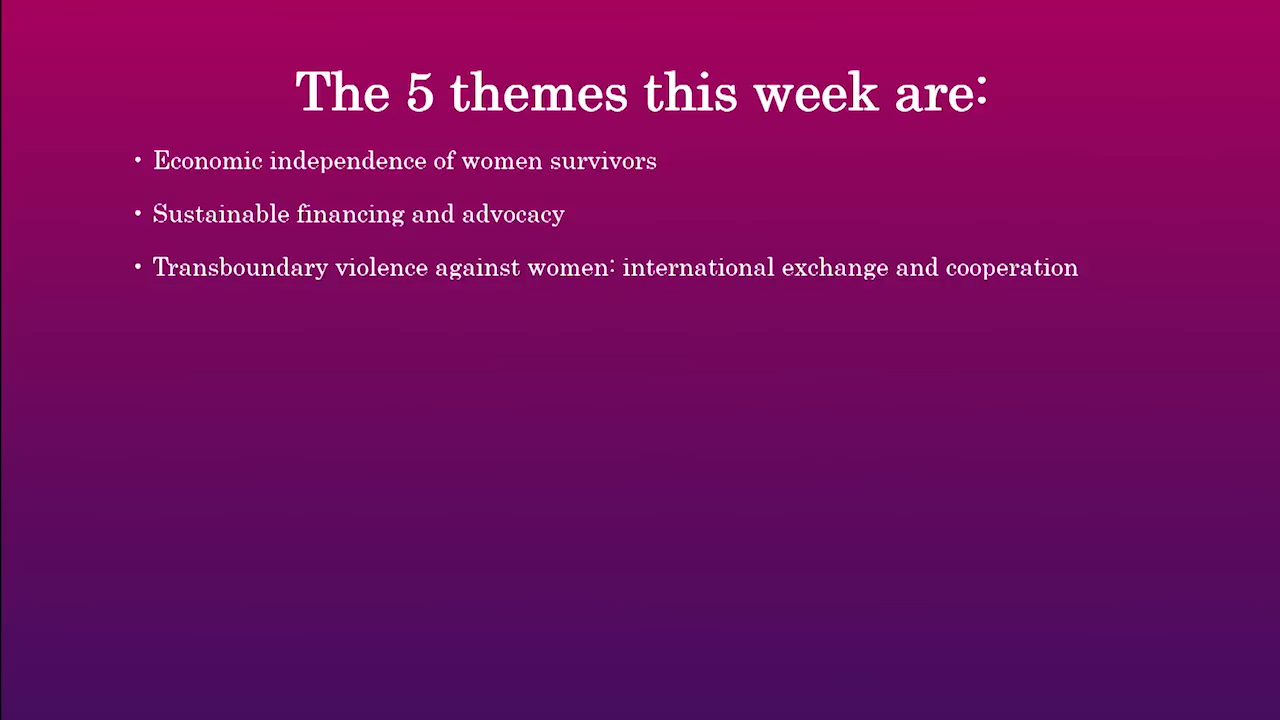 The 5 themes this week are:
• Economic independence of women survivors
• Sustainable financing and advocacy
• Transboundary violence against women: international exchange and cooperation